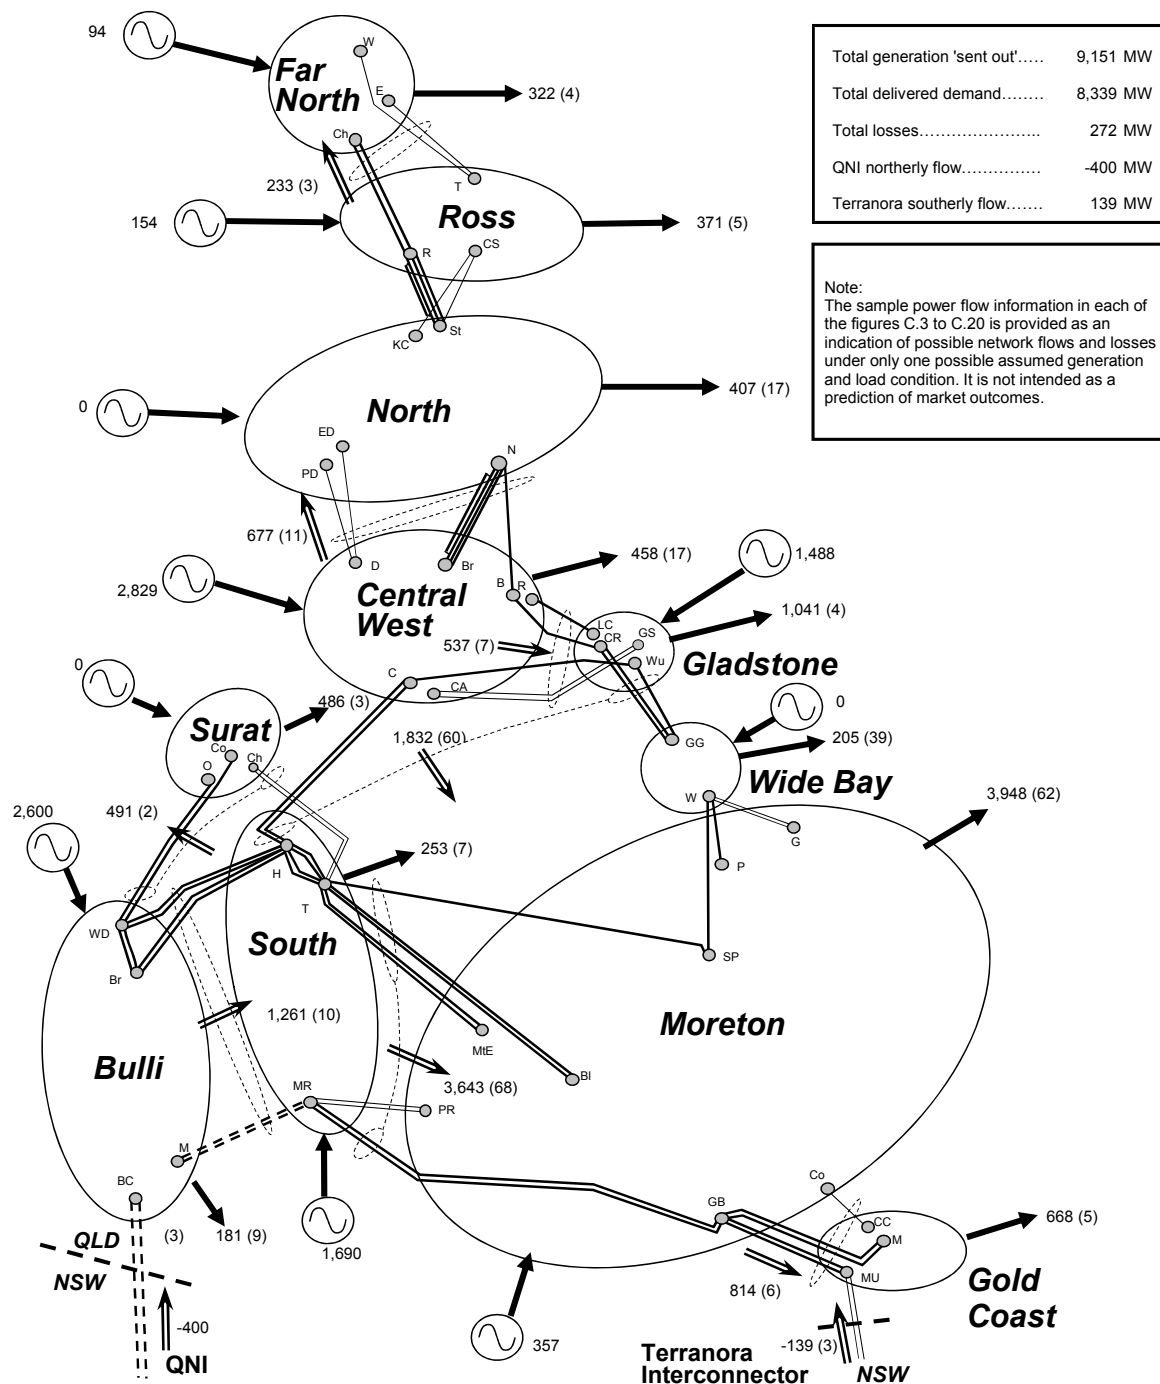 94
W
Far
North
E
322 (4)
Ch
233 (3)
T
154
Ross
371 (5)
R
CS
St
KC
0
North
407 (17)
ED
PD
N
677 (11)
458 (17)
1,488
D
Br
B
R
2,829
Central
West
LC
CR
GS
1,041 (4)
537 (7)
Wu
Gladstone
C
CA
0
486 (3)
0
Surat
Co
Ch
O
1,832 (60)
GG
205 (39)
Wide Bay
W
G
P
3,948 (62)
2,600
491 (2)
253 (7)
H
T
WD
Br
South
SP
1,261 (10)
Moreton
MtE
Bulli
3,643 (68)
BI
MR
PR
M
BC
Co
GB
CC
M
MU
668 (5)
QLD
(3)
181 (9)
1,690
NSW
814 (6)
Gold
Coast
-400
QNI
357
-139 (3)
Terranora
Interconnector
NSW
Total generation 'sent out'..... 9,151 MW
Total delivered demand........ 8,339 MW
Total losses..................... 272 MW
QNI northerly flow............... -400 MW
Terranora southerly flow....... 139 MW
Note:
The sample power flow information in each of
the figures C.3 to C.20 is provided as an
indication of possible network flows and losses
under only one possible assumed generation
and load condition. It is not intended as a
prediction of market outcomes.